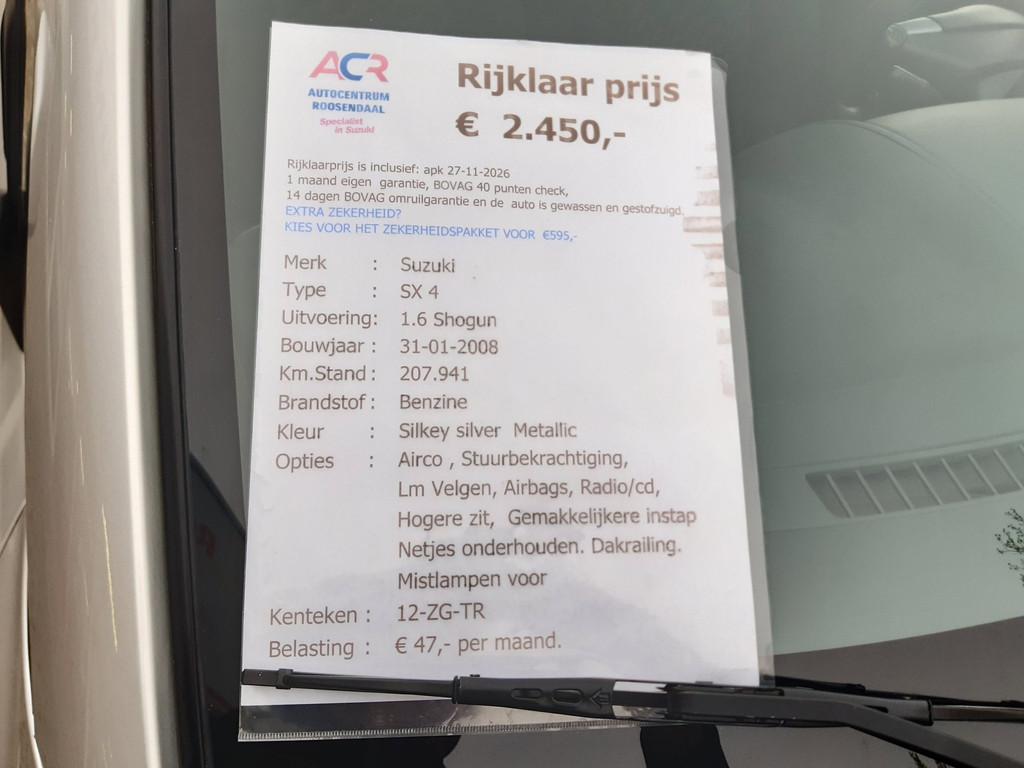 ACR
AUTOCENTRUM
ROOSENDAAL
Specialist
in Suzuki
Rijklaar prijs
€ 2.450,-
Rijklaarprijs is inclusief: apk 27-11-2026
1 maand eigen garantie, BOVAG 40 punten check,
14 dagen BOVAG omruilgarantie en de auto is gewassen en gestofzuigd.
EXTRA ZEKERHEID?
KIES VOOR HET ZEKERHEIDSPAKKET VOOR €595,-
Merk : Suzuki
Type : SX 4
Uitvoering: 1.6 Shogun
Bouwjaar : 31-01-2008
Km.Stand : 207.941
Brandstof : Benzine
Kleur : Silkey silver Metallic
Opties : Airco , Stuurbekrachtiging,
Lm Velgen, Airbags, Radio/cd,
Hogere zit, Gemakkelijkere instap
Netjes onderhouden. Dakrailing.
Mistlampen voor
Kenteken : 12-ZG-TR
Belasting : € 47,- per maand.